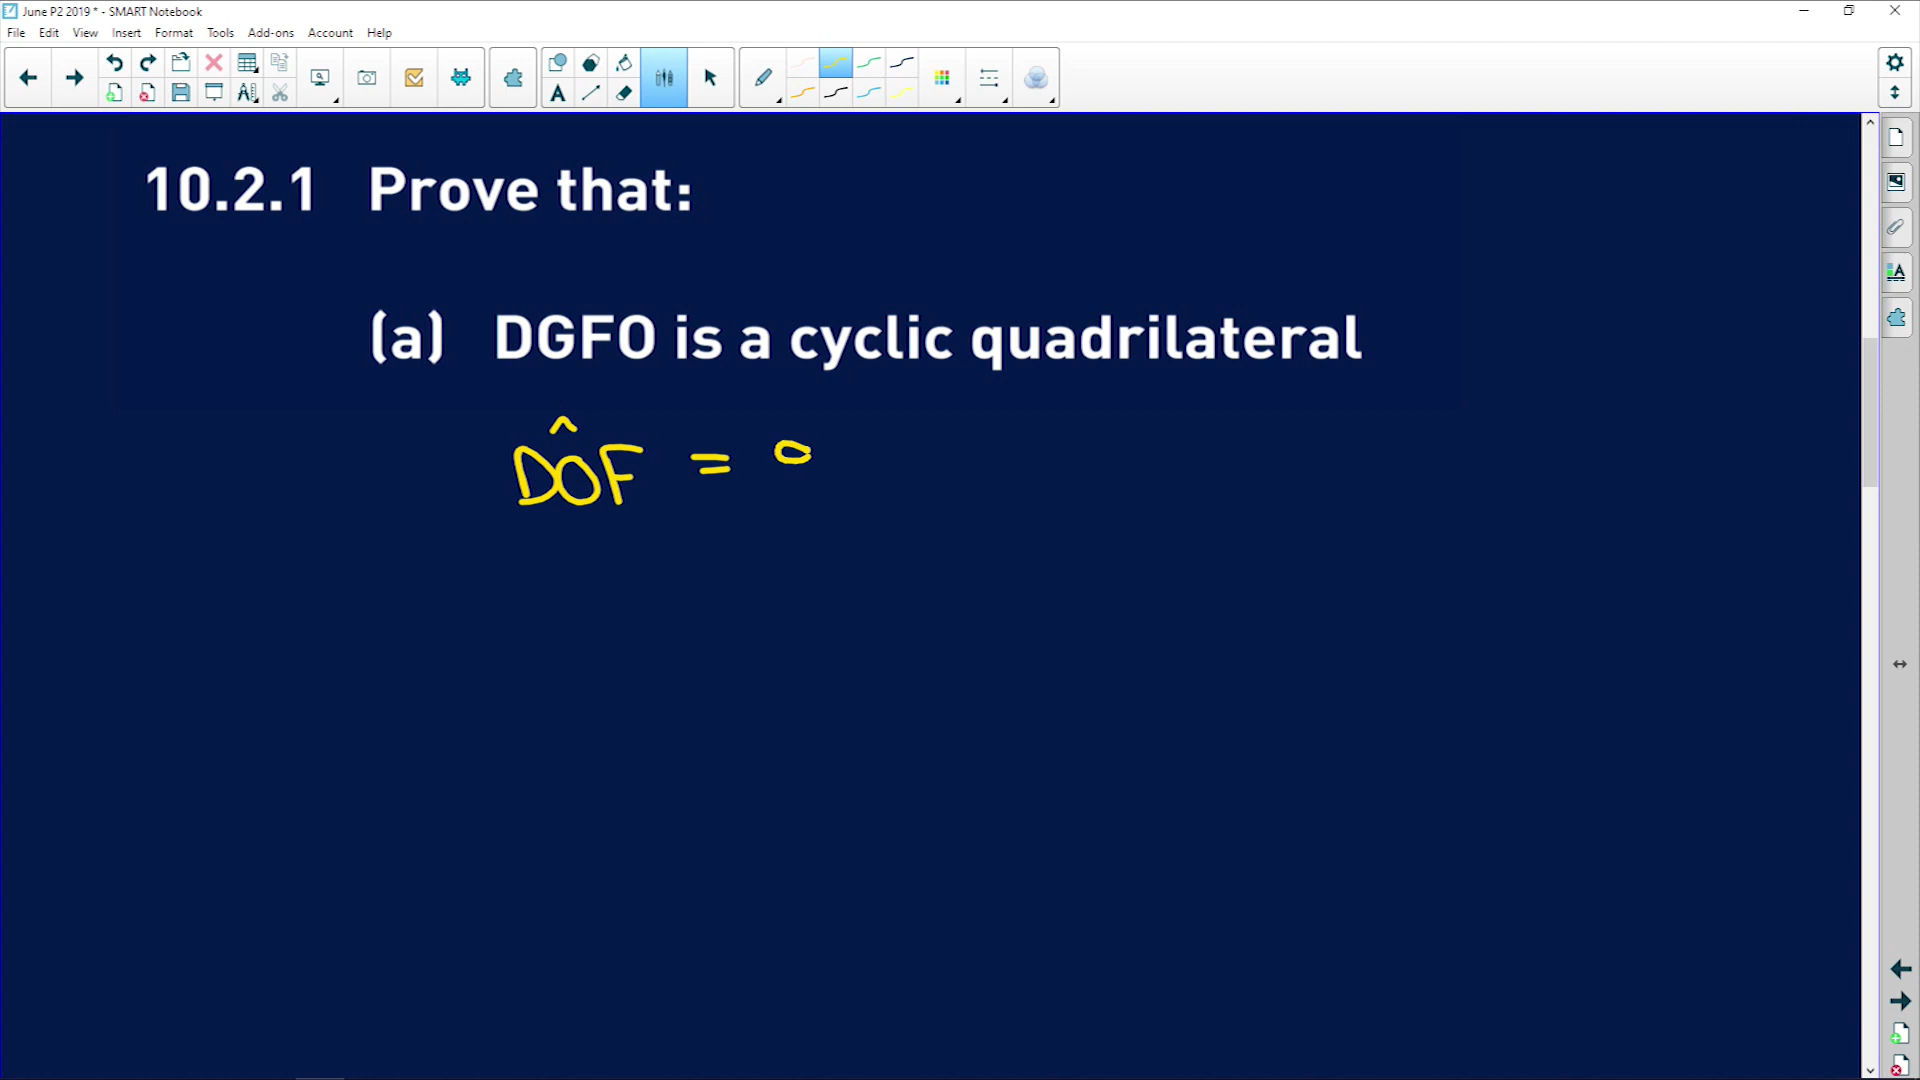 June P2 2019 * - SMART Notebook
File Edit View Insert Format Tools Add-ons Account Help
10.2.1 Prove that:
(a) DGFO is a cyclic quadrilateral
DÔF = 0